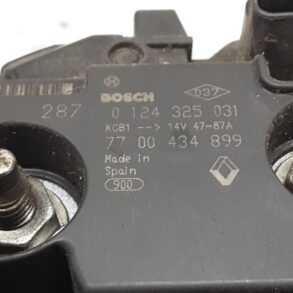 BOSCH
037
287 0 124 325 031
KCB1 --> 14V 47-87A
77 00 434 899
Made in
Spain
900